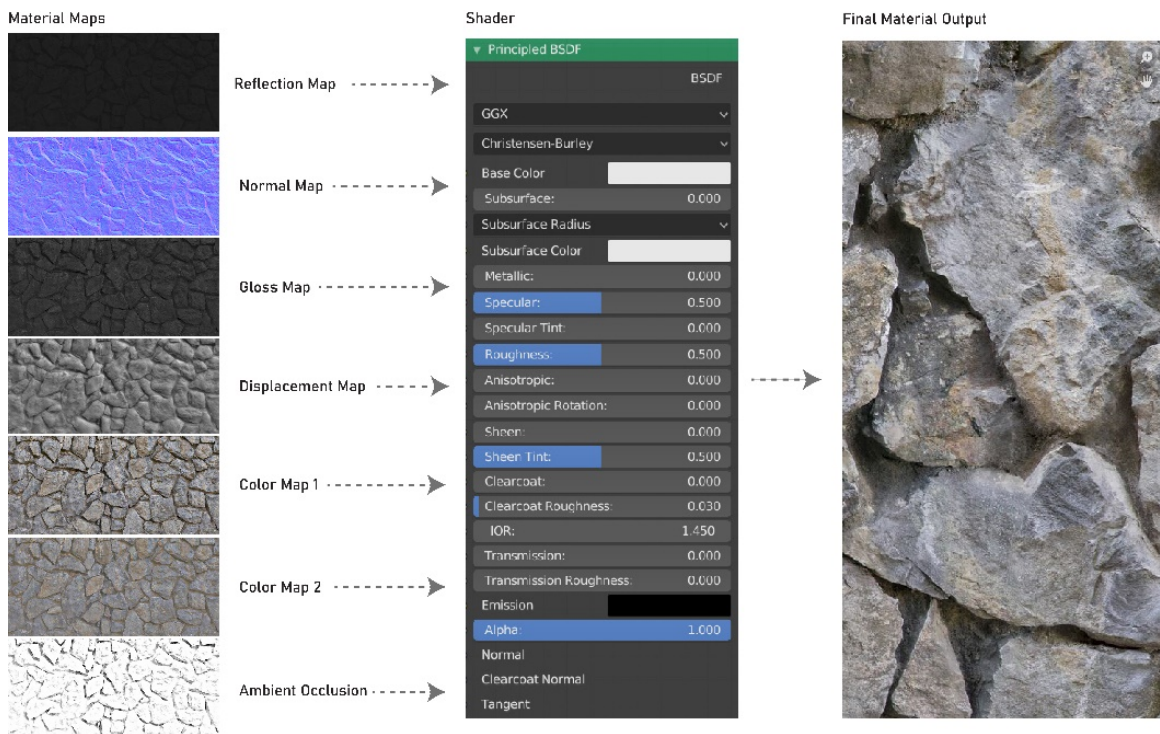 Material Maps
Shader
Final Material Output
Reflection Map
Normal Map
Gloss Map
Displacement Map
Color Map 1
Color Map 2
Ambient Occlusion
Principled BSDF
BSDF
GGX
Christensen-Burley
Base Color
Subsurface: 0.000
Subsurface Radius
Subsurface Color
Metallic: 0.000
Specular: 0.500
Specular Tint: 0.000
Roughness: 0.500
Anisotropic: 0.000
Anisotropic Rotation: 0.000
Sheen: 0.000
Sheen Tint: 0.500
Clearcoat: 0.000
Clearcoat Roughness: 0.030
IOR: 1.450
Transmission: 0.000
Transmission Roughness: 0.000
Emission
Alpha: 1.000
Normal
Clearcoat Normal
Tangent